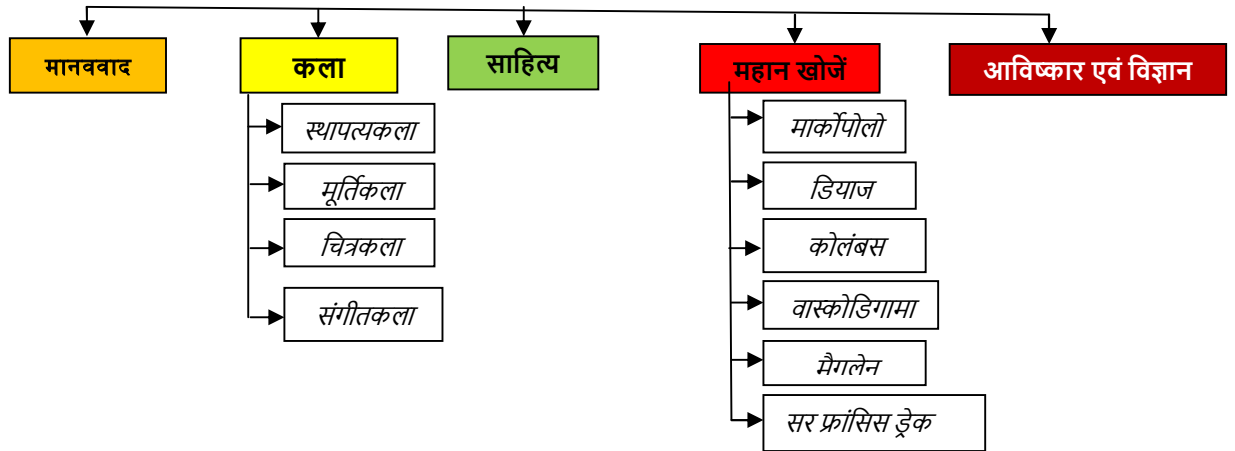 मानववाद
कला
साहित्य
महान खोजें
आविष्कार एवं विज्ञान
स्थापत्यकला
मूर्तिकला
चित्रकला
संगीतकला
मार्कोपोलो
डियाज
कोलंबस
वास्कोडिगामा
मैगलेन
सर फ्रांसिस ड्रेक